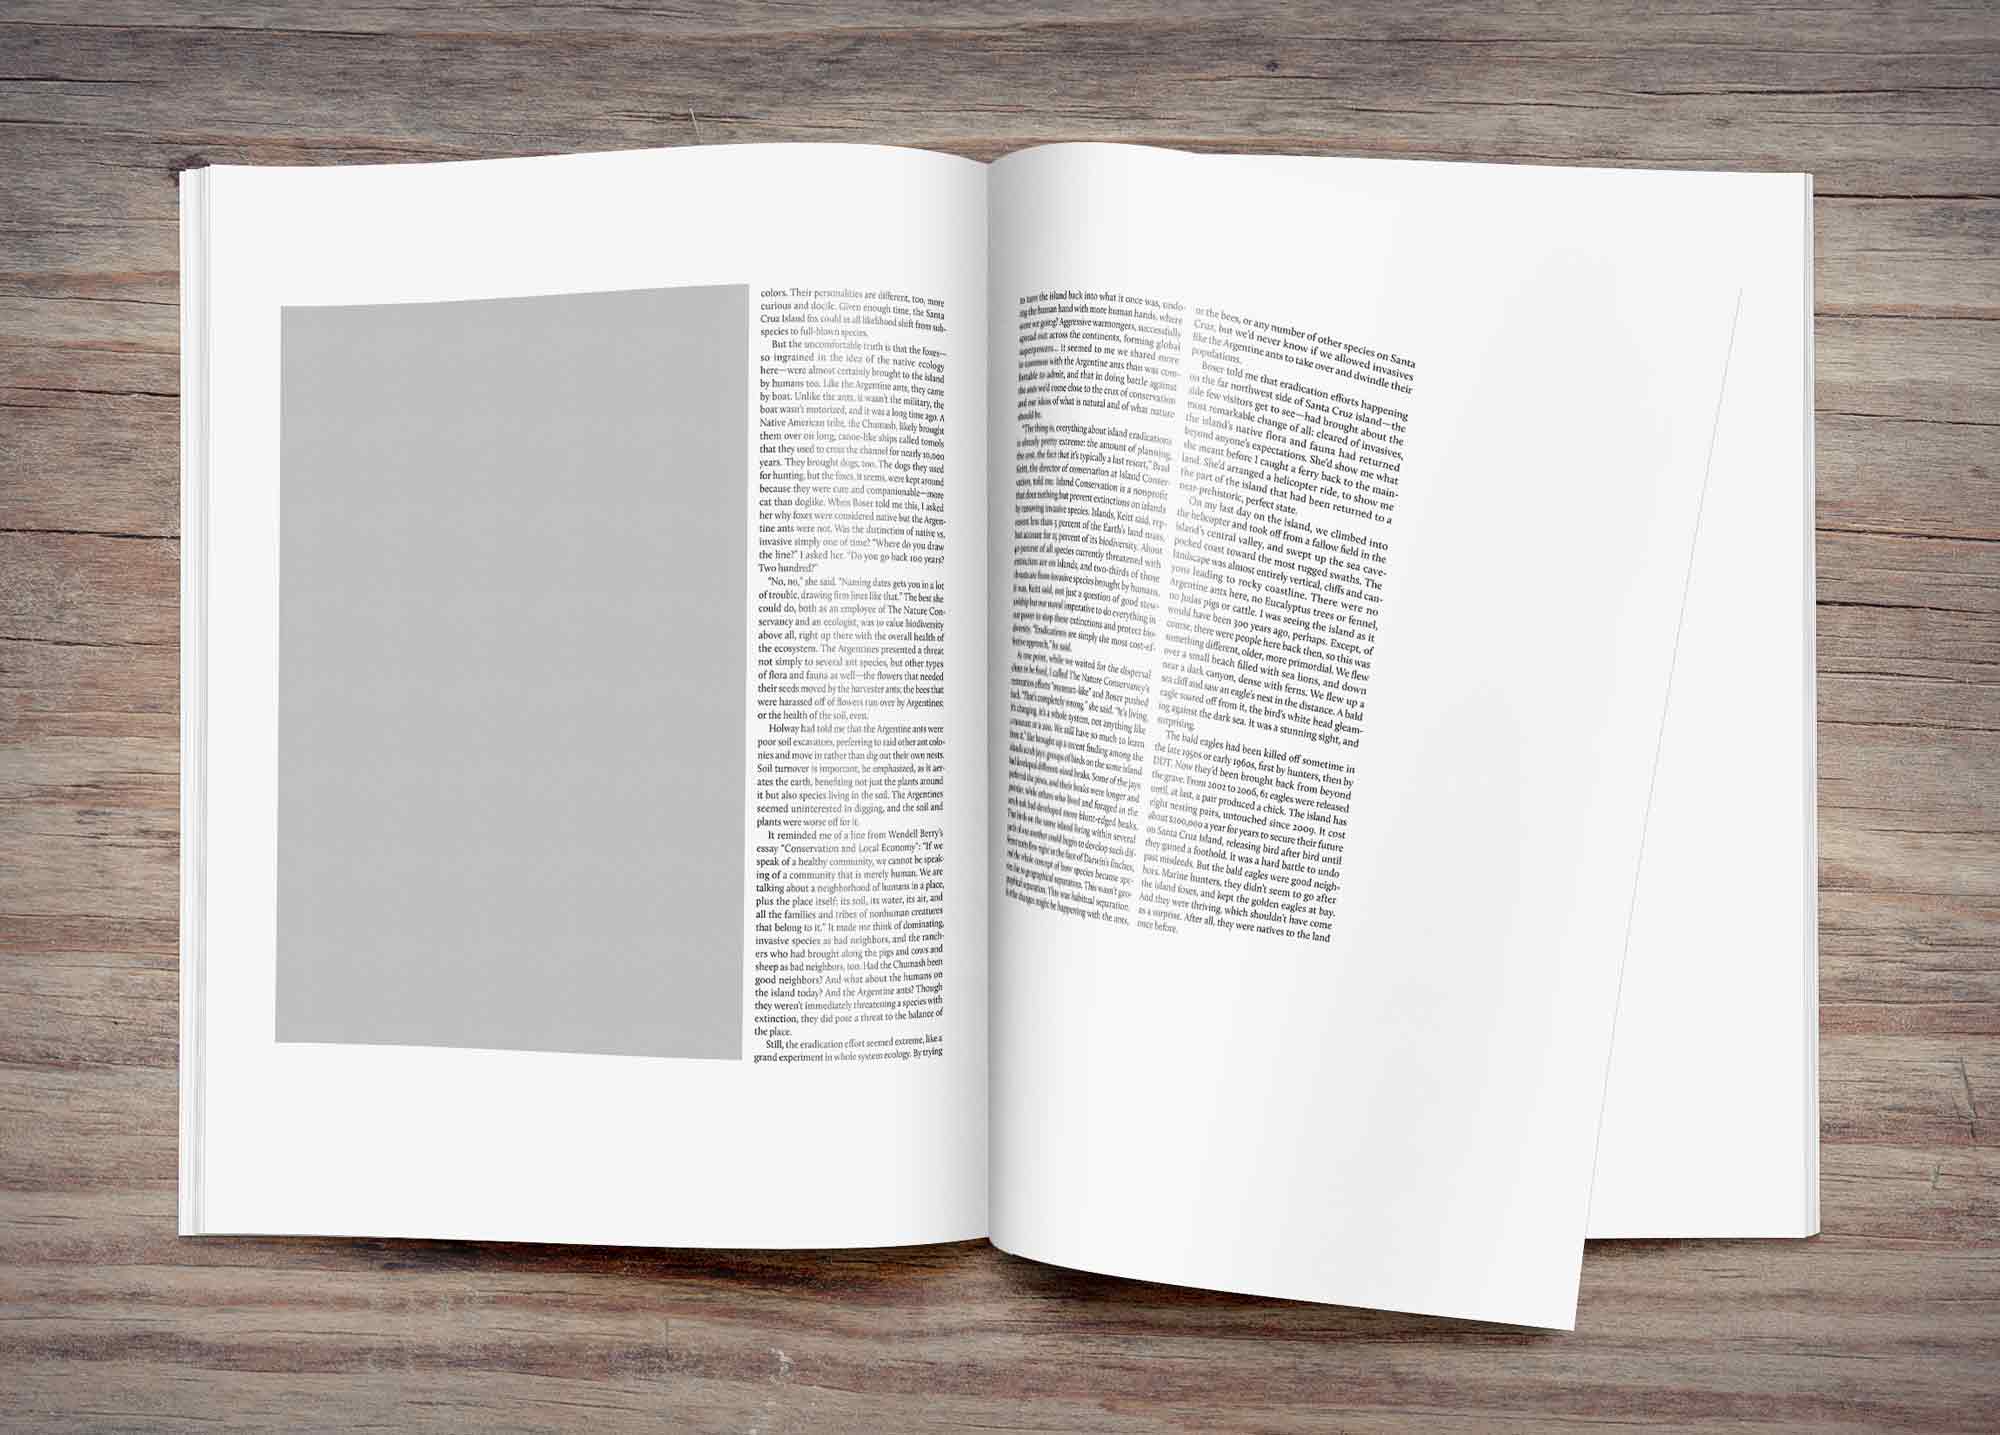 colors. Their personalities are different, too, more
curious and docile. Given enough time, the Santa
Cruz Island fox could in all likelihood shift from sub-
species to full-blown species.
But the uncomfortable truth is that the foxes—
so ingrained in the idea of the native ecology
here—were almost certainly brought to the island
by humans too. Like the Argentine ants, they came
by boat. Unlike the ants, it wasn't the military, the
boat wasn't motorized, and it was a long time ago. A
Native American tribe, the Chumash, likely brought
them over on long, canoe-like ships called tomols
that they used to cross the channel for nearly 10,000
years. They brought dogs, too. The dogs they used
for hunting, but the foxes, it seems, were kept around
because they were cute and companionable—more
cat than doglike. When Boser told me this, I asked
her why foxes were considered native but the Argen-
tine ants were not. Was the distinction of native vs.
invasive simply one of time? "Where do you draw
the line?" I asked her. "Do you go back 100 years?
Two hundred?"
"No, no," she said. "Naming dates gets you in a lot
of trouble, drawing firm lines like that." The best she
could do, both as an employee of The Nature Con-
servancy and an ecologist, was to value biodiversity
above all, right up there with the overall health of
the ecosystem. The Argentines presented a threat
not simply to several ant species, but other types
of flora and fauna as well—the flowers that needed
their seeds moved by the harvester ants; the bees that
were harassed off of flowers run over by Argentines;
or the health of the soil, even.
Holway had told me that the Argentine ants were
poor soil excavators, preferring to raid other ant colo-
nies and move in rather than dig out their own nests.
Soil turnover is important, he emphasized, as it aer-
ates the earth, benefiting not just the plants around
it but also species living in the soil. The Argentines
seemed uninterested in digging, and the soil and
plants were worse off for it.
It reminded me of a line from Wendell Berry's
essay "Conservation and Local Economy": "If we
speak of a healthy community, we cannot be speak-
ing of a community that is merely human. We are
talking about a neighborhood of humans in a place,
plus the place itself: its soil, its water, its air, and
all the families and tribes of nonhuman creatures
that belong to it." It made me think of dominating,
invasive species as bad neighbors, and the ranch-
ers who had brought along the pigs and cows and
sheep as bad neighbors, too. Had the Chumash been
good neighbors? And what about the humans on
the island today? And the Argentine ants? Though
they weren't immediately threatening a species with
extinction, they did pose a threat to the balance of
the place.
Still, the eradication effort seemed extreme, like a
grand experiment in whole system ecology. By trying
to turn the island back into what it once was, undo-
ing the human hand with more human hands, where
were we going? Aggressive warmongers, successfully
spread out across the continents, forming global
superpowers... it seemed to me we shared more
in common with the Argentine ants than was com-
fortable to admit, and that in doing battle against
the ants we'd come close to the crux of conservation
and our ideas of what is natural and of what nature
should be.
"The thing is, everything about island eradications
is already pretty extreme: the amount of planning,
the cost, the fact that it's typically a last resort," Brad
Keitt, the director of conservation at Island Conser-
vation, told me. Island Conservation is a nonprofit
that does nothing but prevent extinctions on islands
by removing invasive species. Islands, Keitt said, rep-
resent less than 5 percent of the Earth's land mass,
but account for 15 percent of its biodiversity. About
40 percent of all species currently threatened with
extinction are on islands, and two-thirds of those
threats are from invasive species brought by humans.
It was, Keitt said, not just a question of good stew-
ardship but our moral imperative to do everything in
our power to stop these extinctions and protect bio-
diversity. "Eradications are simply the most cost-ef-
fective approach," he said.
At one point, while we waited for the dispersal
ches to be fixed, I called The Nature Conservancy's
restoration efforts "museum-like" and Boser pushed
back. "That's completely wrong," she said. "It's living,
it's changing, it's a whole system, not anything like
a museum or a zoo. We still have so much to learn
from it." She brought up a recent finding among the
island's scrub jays: groups of birds on the same island
had developed different-sized beaks. Some of the jays
preferred the pines, and their beaks were longer and
pointier, while others who lived and foraged in the
scrub oak had developed more blunt-edged beaks.
That birds on the same island living within several
parts of one another could begin to develop such dif-
ferent traits flew right in the face of Darwin's finches,
and the whole concept of how species because spe-
cies due to geographical separation. This wasn't geo-
graphical separation. This was habitual separation.
the changes might be happening with the ants,
or the bees, or any number of other species on Santa
Cruz, but we'd never know if we allowed invasives
like the Argentine ants to take over and dwindle their
populations.
Boser told me that eradication efforts happening
on the far northwest side of Santa Cruz island—the
side few visitors get to see—had brought about the
most remarkable change of all: cleared of invasives,
the island's native flora and fauna had returned
beyond anyone's expectations. She'd show me what
she meant before I caught a ferry back to the main-
land. She'd arranged a helicopter ride, to show me
the part of the island that had been returned to a
near-prehistoric, perfect state.
On my last day on the island, we climbed into
the helicopter and took off from a fallow field in the
island's central valley, and swept up the sea cave-
pocked coast toward the most rugged swaths. The
landscape was almost entirely vertical, cliffs and can-
yons leading to rocky coastline. There were no
Argentine ants here, no Eucalyptus trees or fennel,
no Judas pigs or cattle. I was seeing the island as it
would have been 300 years ago, perhaps. Except, of
course, there were people here back then, so this was
something different, older, more primordial. We flew
over a small beach filled with sea lions, and down
near a dark canyon, dense with ferns. We flew up a
sea cliff and saw an eagle's nest in the distance. A bald
eagle soared off from it, the bird's white head gleam-
ing against the dark sea. It was a stunning sight, and
surprising.
The bald eagles had been killed off sometime in
the late 1950s or early 1960s, first by hunters, then by
DDT. Now they'd been brought back from beyond
the grave. From 2002 to 2006, 61 eagles were released
until, at last, a pair produced a chick. The island has
eight nesting pairs, untouched since 2009. It cost
about $200,000 a year for years to secure their future
on Santa Cruz Island, releasing bird after bird until
they gained a foothold. It was a hard battle to undo
past misdeeds. But the bald eagles were good neigh-
bors. Marine hunters, they didn't seem to go after
the island foxes, and kept the golden eagles at bay.
And they were thriving, which shouldn't have come
as a surprise. After all, they were natives to the land
once before.